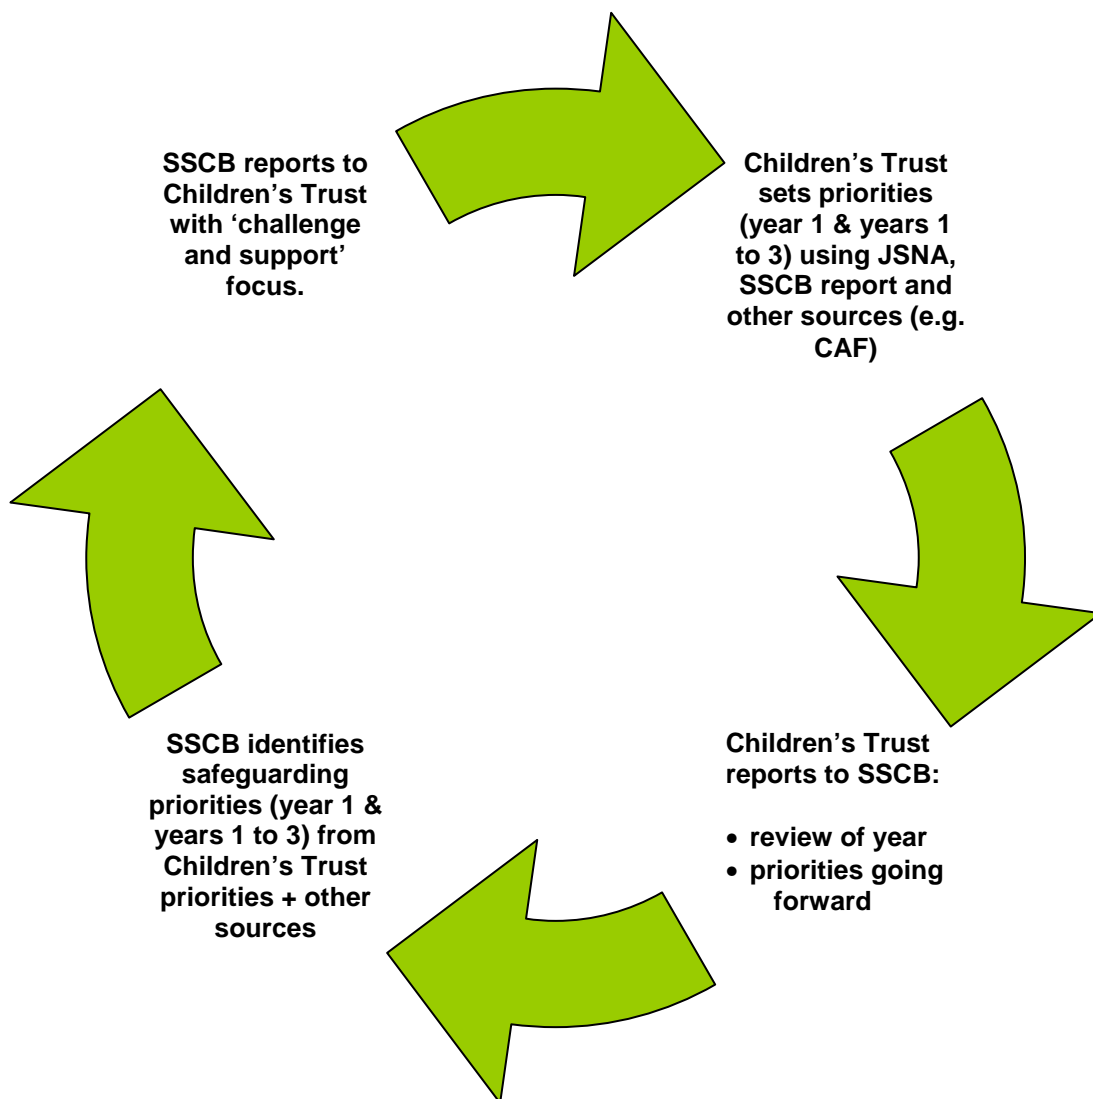 SSCB reports to
Children’s Trust
with ‘challenge
and support’
focus.
Children’s Trust
sets priorities
(year 1 & years 1
to 3) using JSNA,
SSCB report and
other sources (e.g.
CAF)
Children’s Trust
reports to SSCB:
• review of year
• priorities going
forward
SSCB identifies
safeguarding
priorities (year 1 &
years 1 to 3) from
Children’s Trust
priorities + other
sources